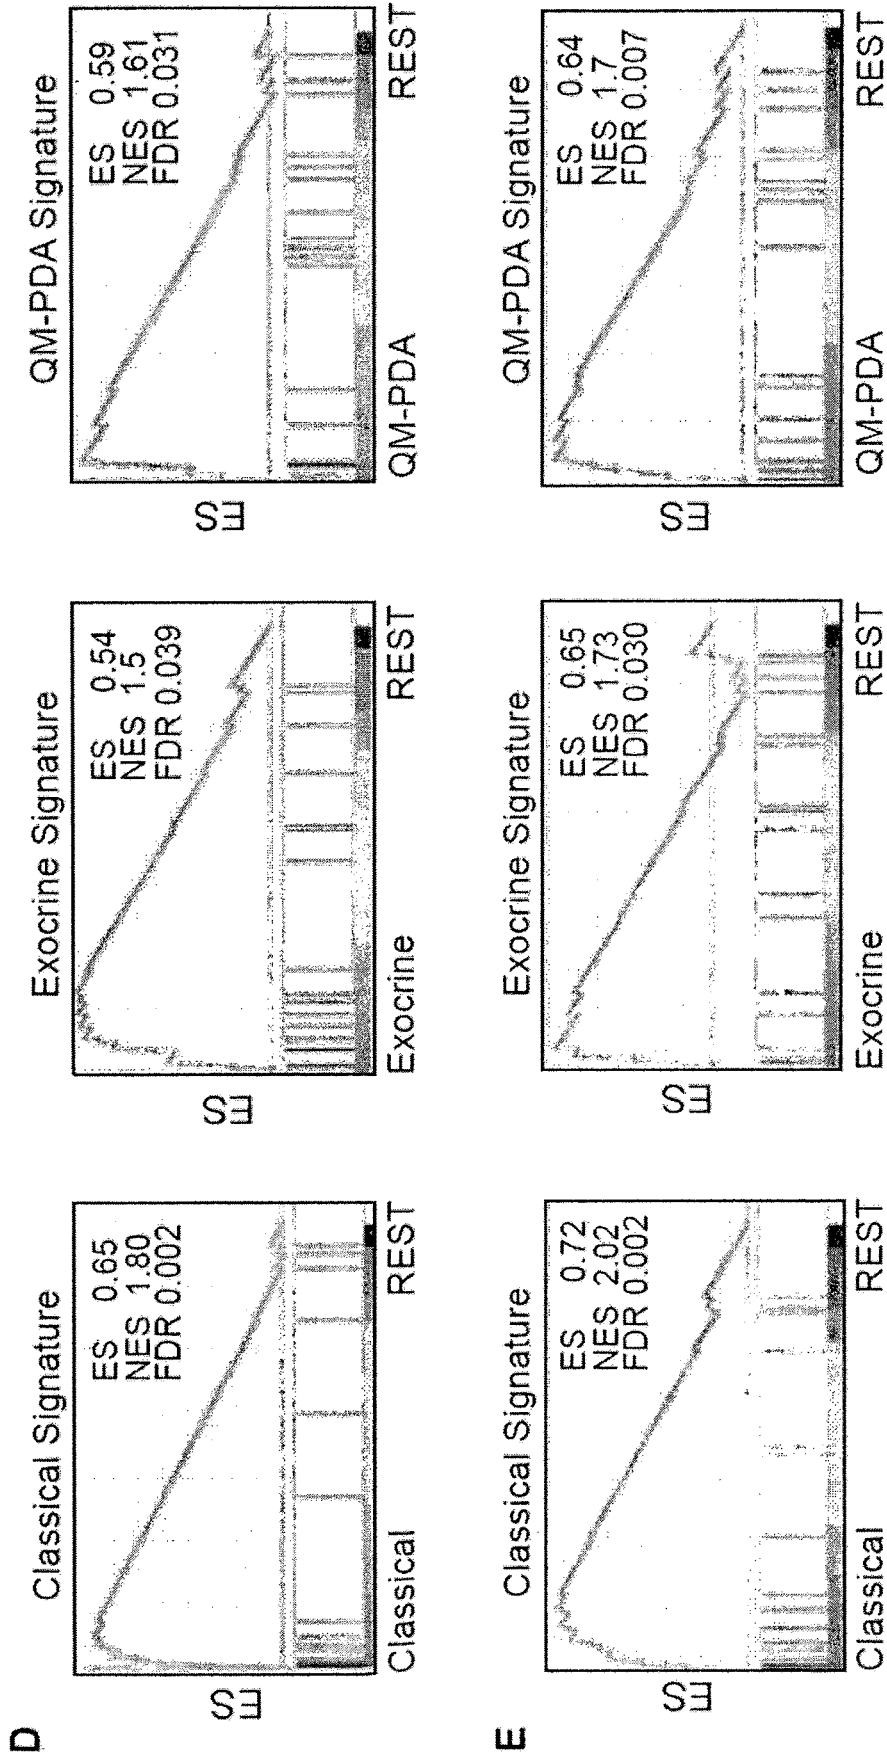 D
Classical Signature
ES
ES 0.65
NES 1.80
FDR 0.002
Classical
REST
Exocrine Signature
ES
ES 0.54
NES 1.5
FDR 0.039
Exocrine
REST
QM-PDA Signature
ES
ES 0.59
NES 1.61
FDR 0.031
QM-PDA
REST
E
Classical Signature
ES
ES 0.72
NES 2.02
FDR 0.002
Classical
REST
Exocrine Signature
ES
ES 0.65
NES 1.73
FDR 0.030
Exocrine
REST
QM-PDA Signature
ES
ES 0.64
NES 1.7
FDR 0.007
QM-PDA
REST